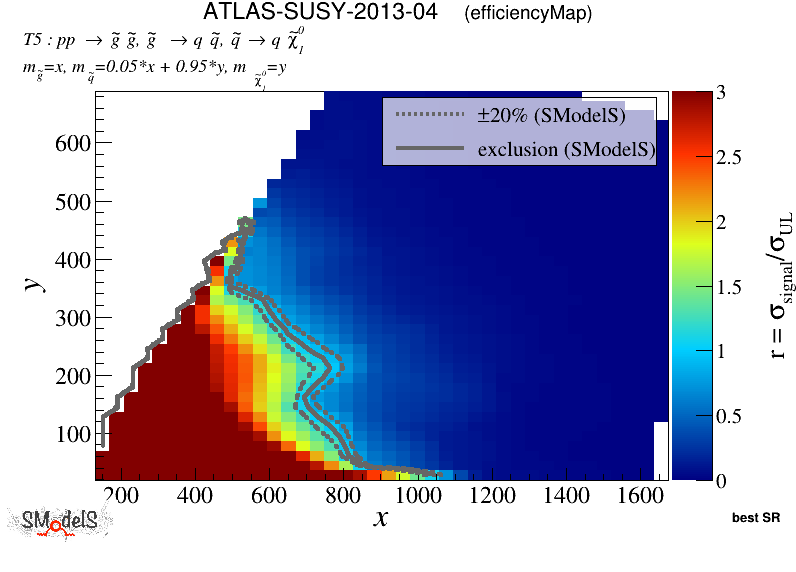 ATLAS-SUSY-2013-04 (efficiencyMap)
T5 : pp → g̃ g̃, g̃ → q q̃, q̃ → q χ̃₁⁰
m_g̃=x, m_q̃=0.05*x + 0.95*y, m_χ̃₁⁰=y
±20% (SModelS)
exclusion (SModelS)
600
500
400
300
200
100
y
200 400 600 800 1000 1200 1400 1600
x
3
2.5
2
1.5
1
0.5
0
r = σ_signal/σ_UL
SModelS
best SR